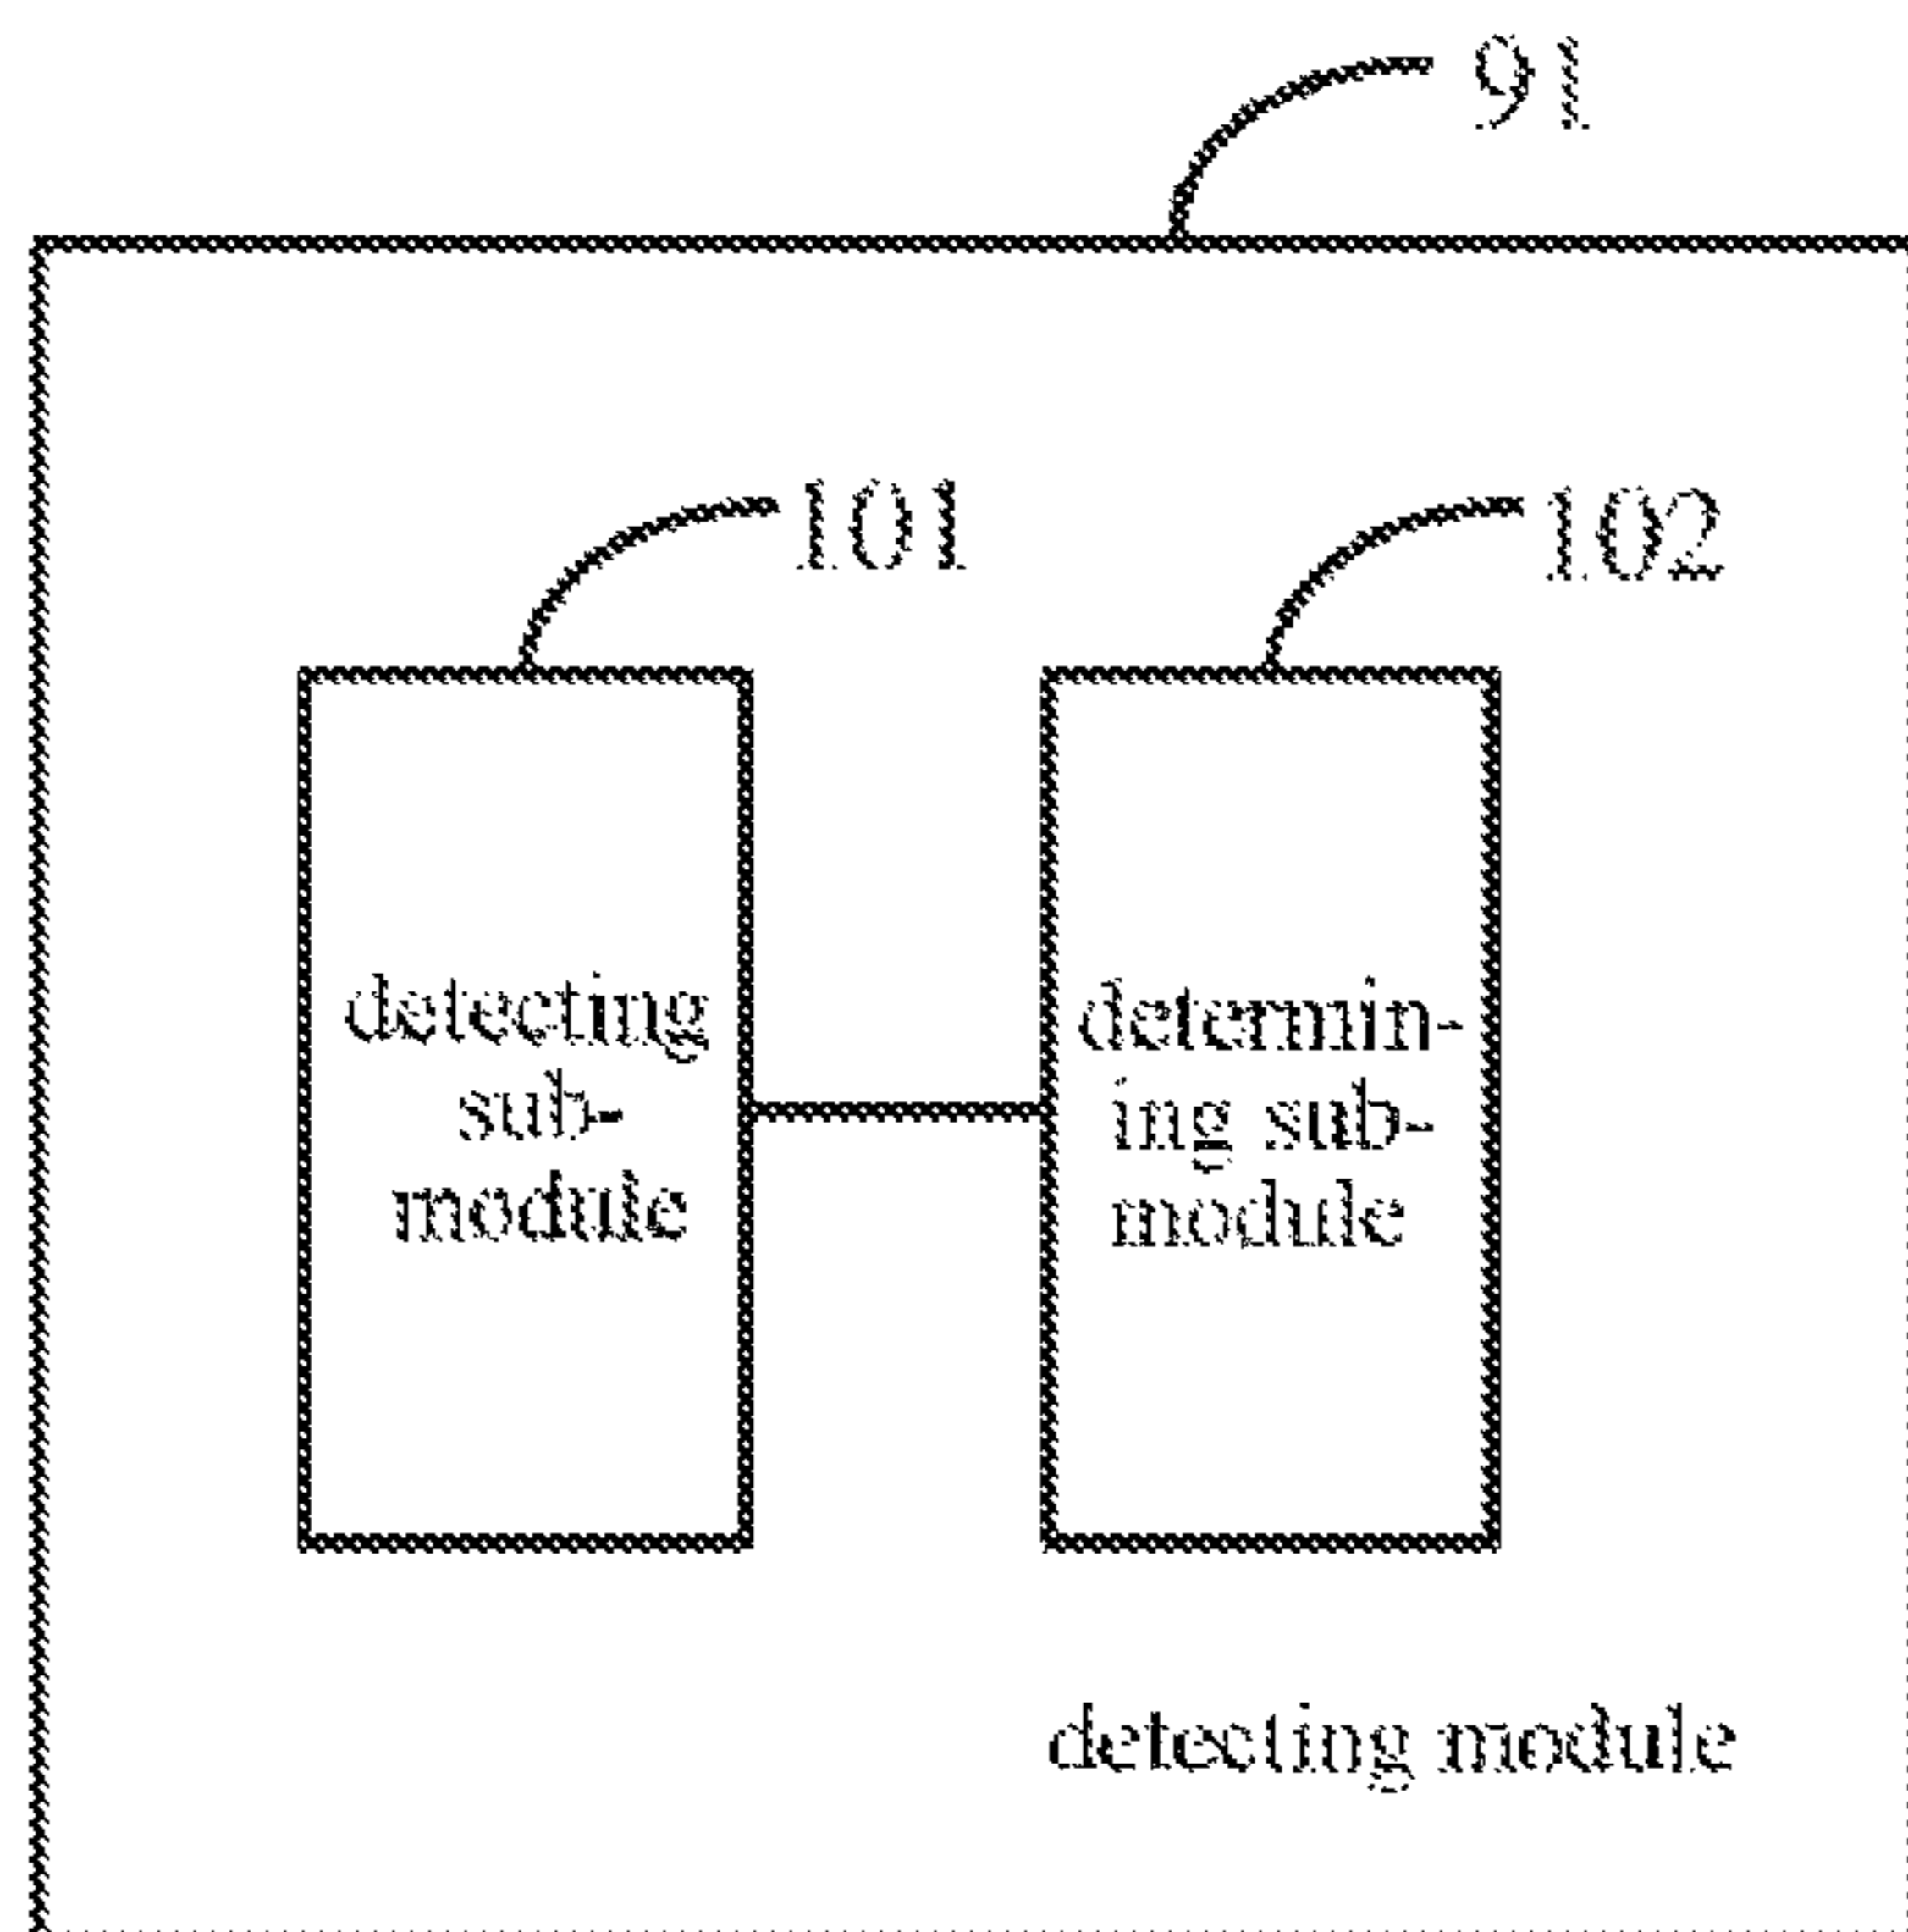 91
101
102
detecting
sub-
module
determin-
ing sub-
module
detecting module